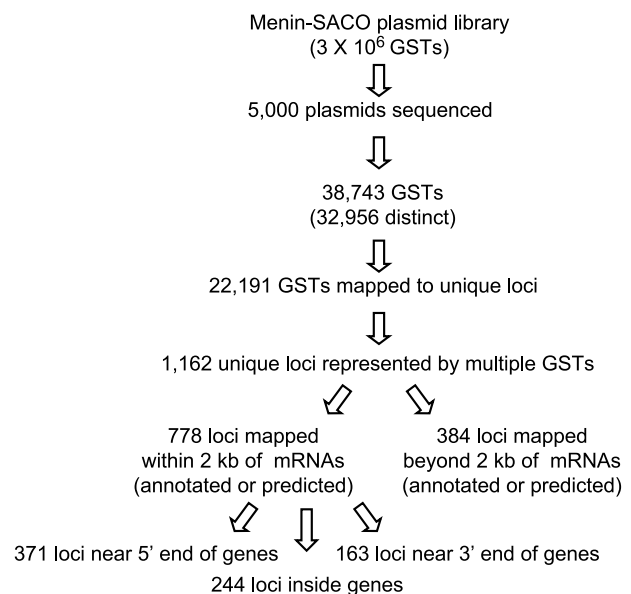 Menin-SACO plasmid library
(3 X 10⁶ GSTs)
5,000 plasmids sequenced
38,743 GSTs
(32,956 distinct)
22,191 GSTs mapped to unique loci
1,162 unique loci represented by multiple GSTs
778 loci mapped
within 2 kb of mRNAs
(annotated or predicted)
384 loci mapped
beyond 2 kb of mRNAs
(annotated or predicted)
371 loci near 5’ end of genes
163 loci near 3’ end of genes
244 loci inside genes